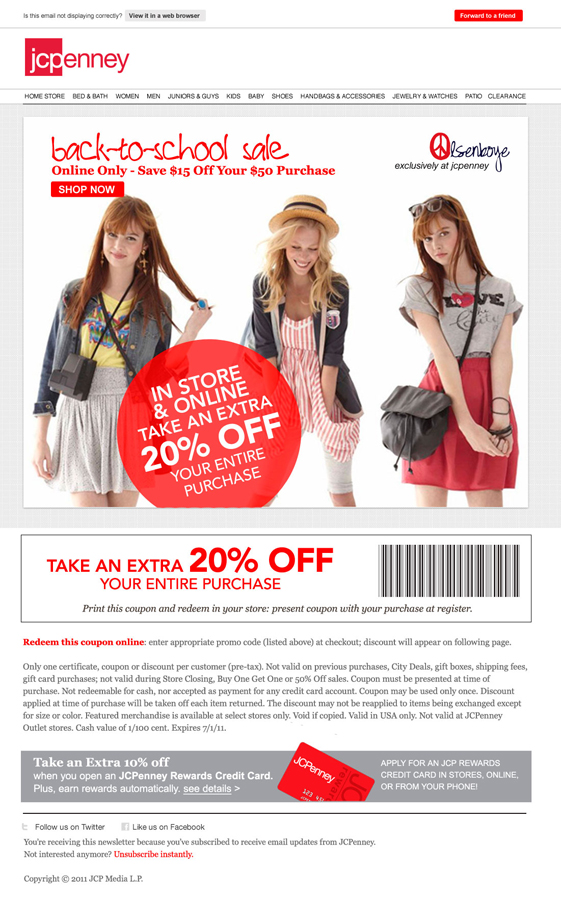 Is this email not displaying correctly? View it in a web browser
Forward to a friend
jcpenney
HOME STORE BED & BATH WOMEN MEN JUNIORS & GUYS KIDS BABY SHOES HANDBAGS & ACCESSORIES JEWELRY & WATCHES PATIO CLEARANCE
back-to-school sale
Online Only - Save $15 Off Your $50 Purchase
SHOP NOW
Olsenboye
exclusively at jcpenney
LOVE
IN STORE
& ONLINE
TAKE AN EXTRA
20% OFF
YOUR ENTIRE
PURCHASE
TAKE AN EXTRA 20% OFF
YOUR ENTIRE PURCHASE
Print this coupon and redeem in your store: present coupon with your purchase at register.
Redeem this coupon online: enter appropriate promo code (listed above) at checkout; discount will appear on following page.
Only one certificate, coupon or discount per customer (pre-tax). Not valid on previous purchases, City Deals, gift boxes, shipping fees,
gift card purchases; not valid during Store Closing, Buy One Get One or 50% Off sales. Coupon must be presented at time of
purchase. Not redeemable for cash, nor accepted as payment for any credit card account. Coupon may be used only once. Discount
applied at time of purchase will be taken off each item returned. The discount may not be reapplied to items being exchanged except
for size or color. Featured merchandise is available at select stores only. Void if copied. Valid in USA only. Not valid at JCPenney
Outlet stores. Cash value of 1/100 cent. Expires 7/1/11.
Take an Extra 10% off
when you open an JCPenney Rewards Credit Card.
Plus, earn rewards automatically. see details >
JCPenney
rewards
APPLY FOR AN JCP REWARDS
CREDIT CARD IN STORES, ONLINE,
OR FROM YOUR PHONE!
Follow us on Twitter
Like us on Facebook
You're receiving this newsletter because you've subscribed to receive email updates from JCPenney.
Not interested anymore? Unsubscribe instantly.
Copyright © 2011 JCP Media L.P.